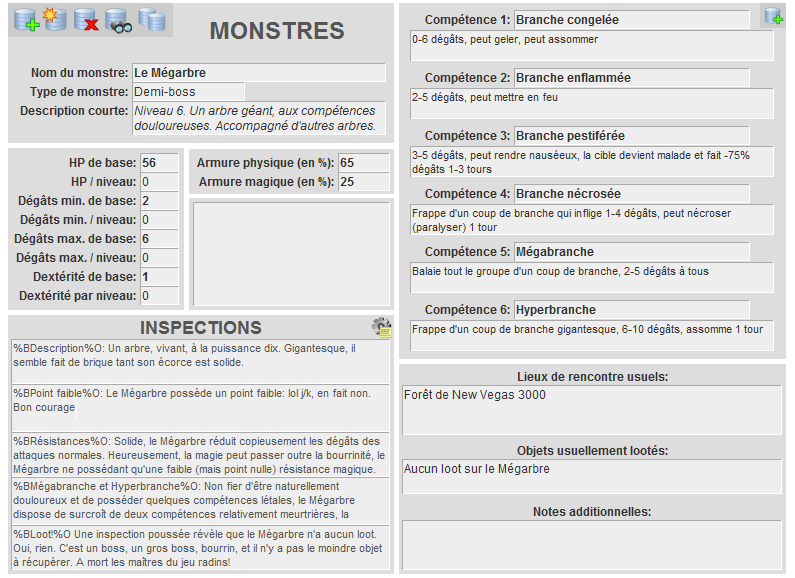 MONSTRES
Nom du monstre: Le Mégarbre
Type de monstre: Demi-boss
Description courte: Niveau 6. Un arbre géant, aux compétences
douloureuses. Accompagné d'autres arbres.
HP de base: 56
HP / niveau: 0
Dégâts min. de base: 2
Dégâts min. / niveau: 0
Dégâts max. de base: 6
Dégâts max. / niveau: 0
Dextérité de base: 1
Dextérité par niveau: 0
Armure physique (en %): 65
Armure magique (en %): 25
INSPECTIONS
%BDescription%O: Un arbre, vivant, à la puissance dix. Gigantesque, il
semble fait de brique tant son écorce est solide.
%BPoint faible%O: Le Mégarbre possède un point faible: lol j/k, en fait non.
Bon courage
%BRésistances%O: Solide, le Mégarbre réduit copieusement les dégâts des
attaques normales. Heureusement, la magie peut passer outre la bourrinité, le
Mégarbre ne possédant qu'une faible (mais point nulle) résistance magique.
%BMégabranche et Hyperbranche%O: Non fier d'être naturellement
douloureux et de posséder quelques compétences létales, le Mégarbre
dispose de surcroît de deux compétences relativement meurtrières, la
%BLoot!%O Une inspection poussée révèle que le Mégarbre n'a aucun loot.
Oui, rien. C'est un boss, un gros boss, bourrin, et il n'y a pas le moindre objet
à récupérer. A mort les maîtres du jeu radins!
Compétence 1: Branche congelée
0-6 dégâts, peut geler, peut assommer
Compétence 2: Branche enflammée
2-5 dégâts, peut mettre en feu
Compétence 3: Branche pestiférée
3-5 dégâts, peut rendre nauséeux, la cible devient malade et fait -75%
dégâts 1-3 tours
Compétence 4: Branche nécrosée
Frappe d'un coup de branche qui inflige 1-4 dégâts, peut nécroser
(paralyser) 1 tour
Compétence 5: Mégabranche
Balaie tout le groupe d'un coup de branche, 2-5 dégâts à tous
Compétence 6: Hyperbranche
Frappe d'un coup de branche gigantesque, 6-10 dégâts, assomme 1 tour
Lieux de rencontre usuels:
Forêt de New Vegas 3000
Objets usuellement lootés:
Aucun loot sur le Mégarbre
Notes additionnelles: